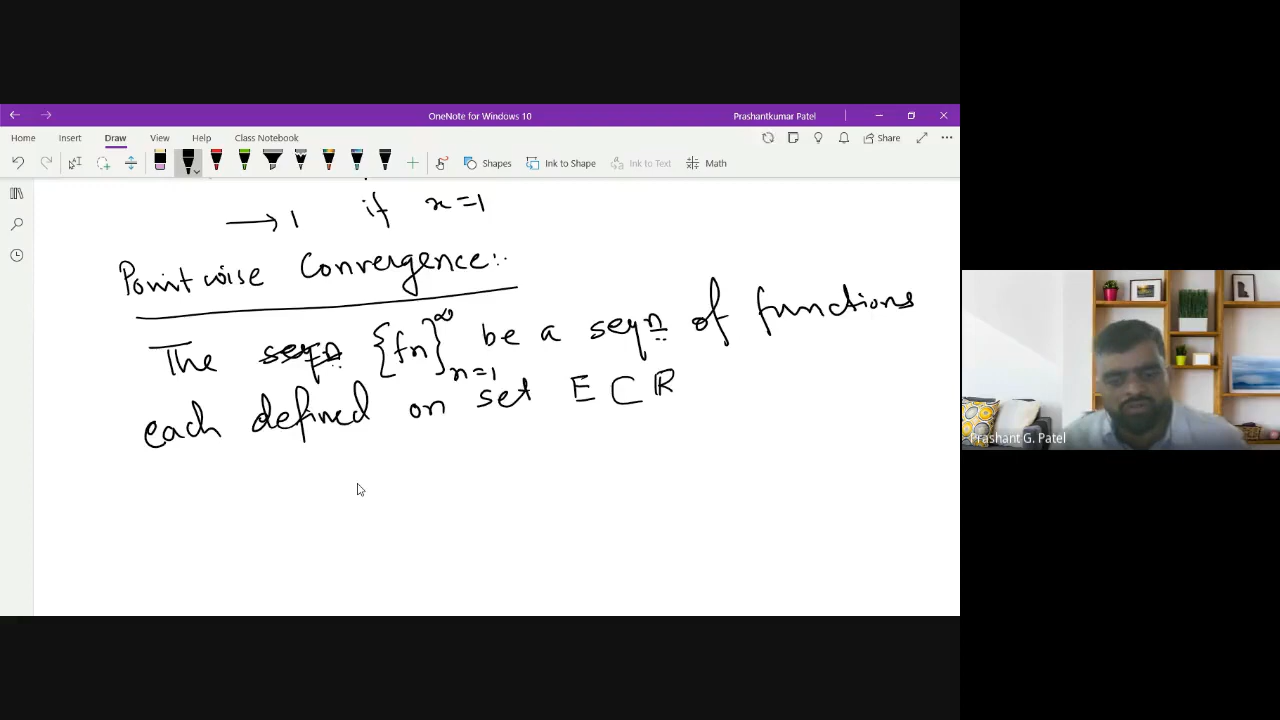 OneNote for Windows 10
Prashantkumar Patel
Home Insert Draw View Help Class Notebook
Share
Shapes Ink to Shape Ink to Text Math
→ 1 if x = 1
Pointwise Convergence:.
The seqn {fn}∞n=1 be a seqn of functions
each defined on set E ⊂ ℝ
Prashant G. Patel